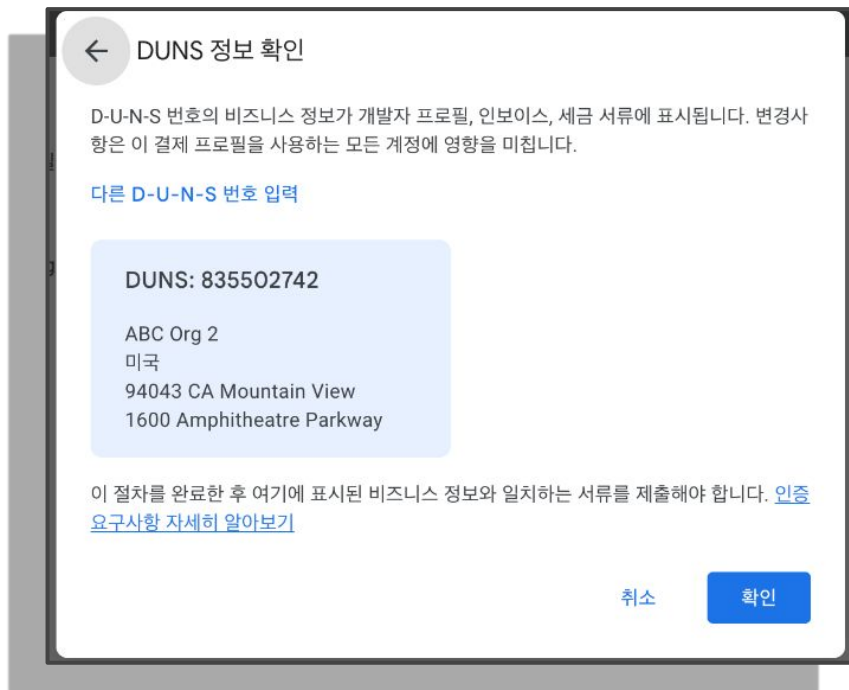 DUNS 정보 확인
D-U-N-S 번호의 비즈니스 정보가 개발자 프로필, 인보이스, 세금 서류에 표시됩니다. 변경사
항은 이 결제 프로필을 사용하는 모든 계정에 영향을 미칩니다.
다른 D-U-N-S 번호 입력
DUNS: 835502742
ABC Org 2
미국
94043 CA Mountain View
1600 Amphitheatre Parkway
이 절차를 완료한 후 여기에 표시된 비즈니스 정보와 일치하는 서류를 제출해야 합니다. 인증
요구사항 자세히 알아보기
취소 확인